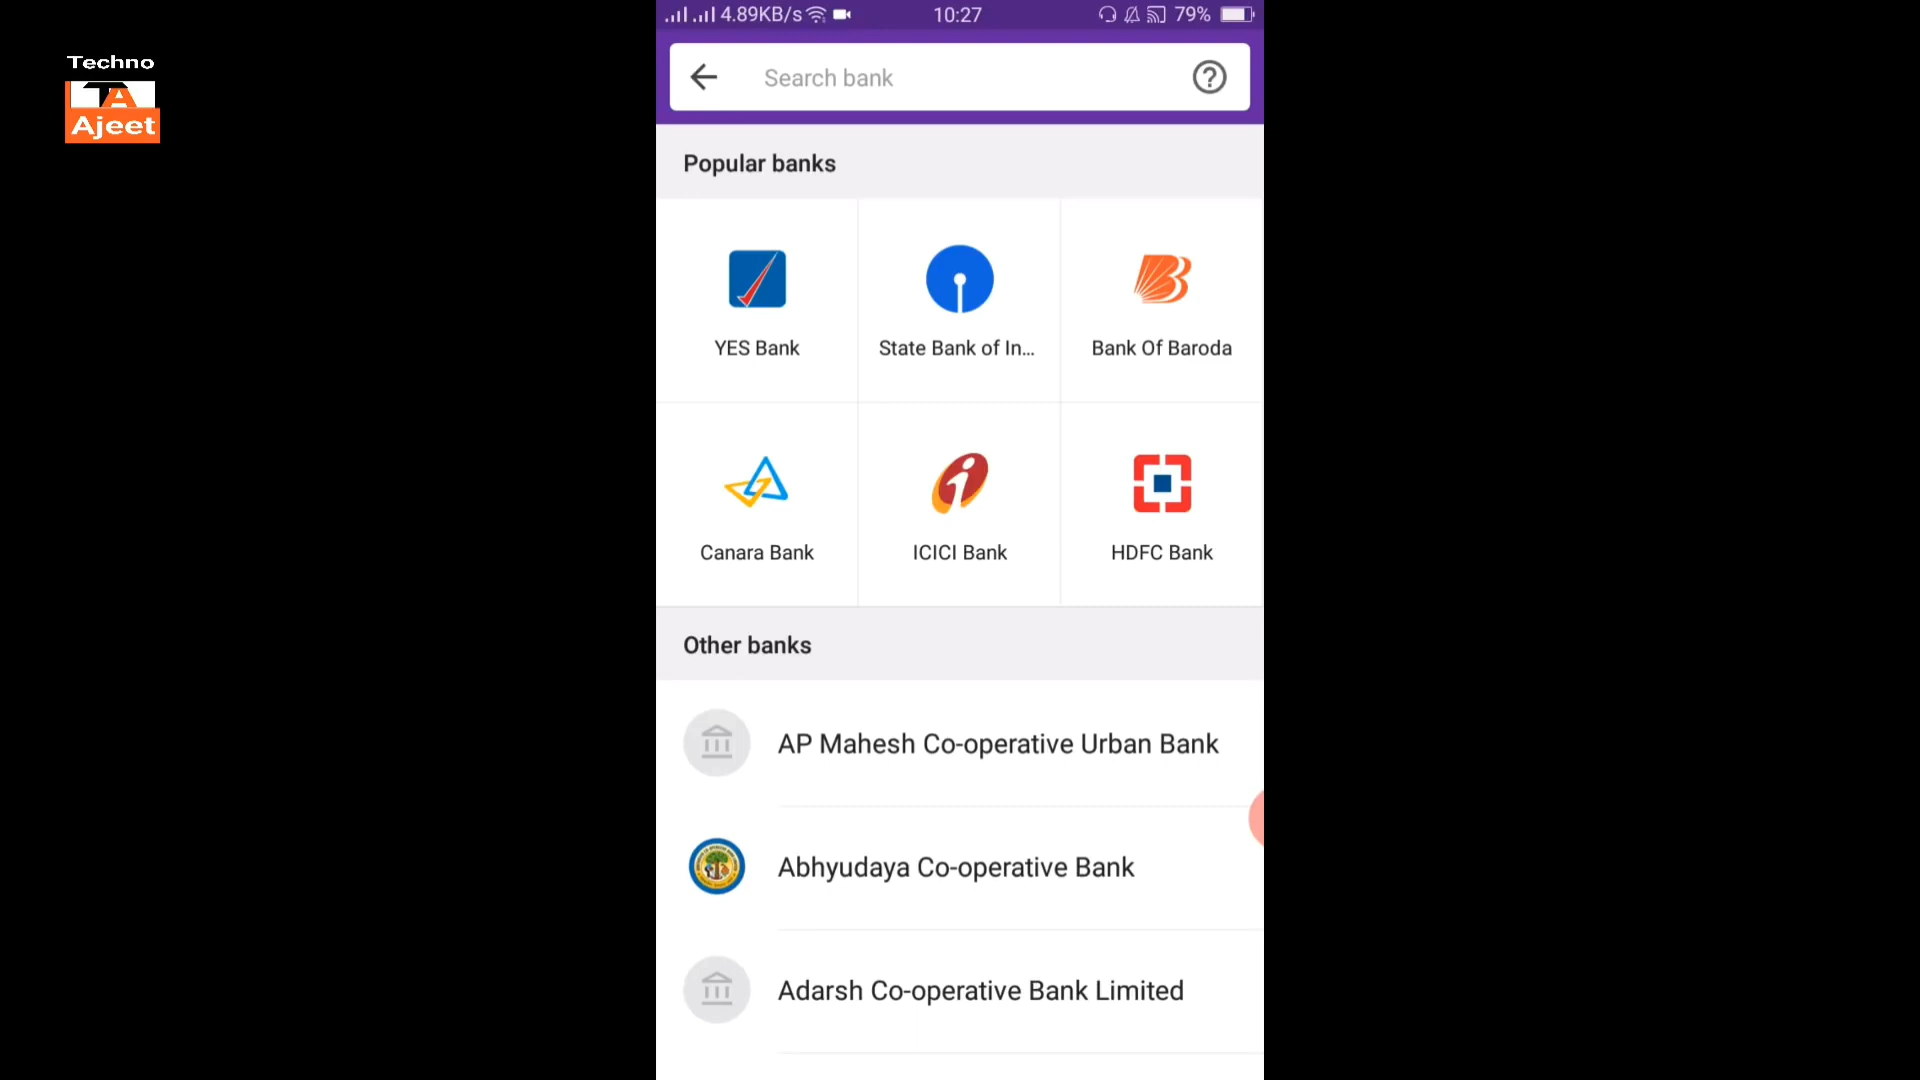 Techno
TA
Ajeet
4.89KB/s
10:27
79%
Search bank
Popular banks
YES Bank
State Bank of In...
Bank Of Baroda
Canara Bank
ICICI Bank
HDFC Bank
Other banks
AP Mahesh Co-operative Urban Bank
Abhyudaya Co-operative Bank
Adarsh Co-operative Bank Limited